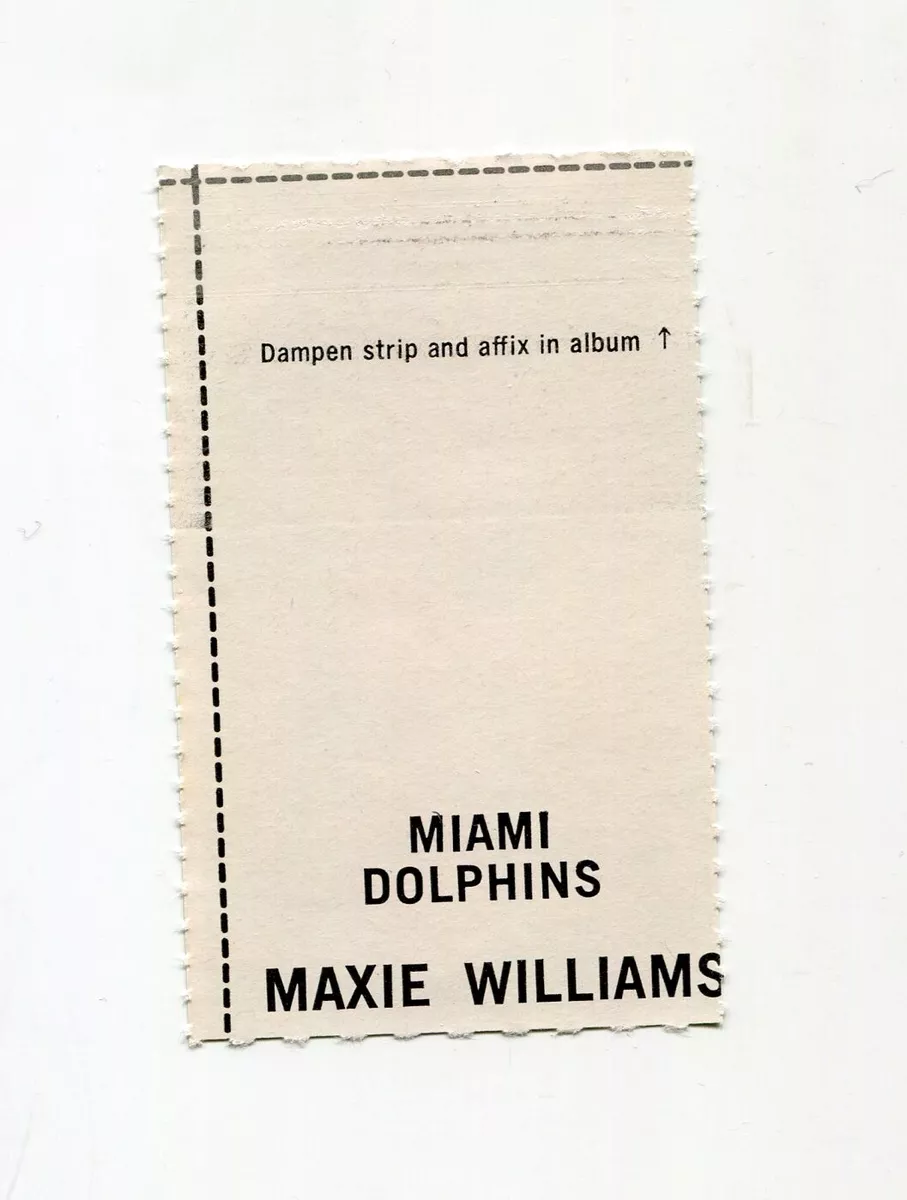 Dampen strip and affix in album ↑
MIAMI
DOLPHINS
MAXIE WILLIAMS